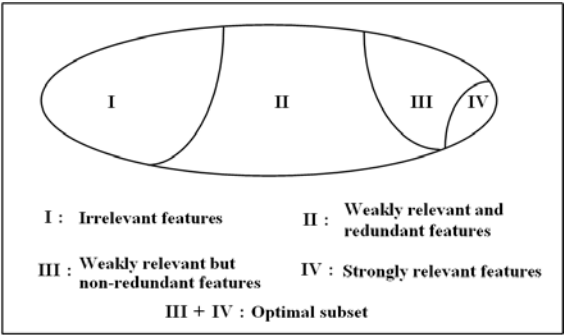 I
II
III
IV
I : Irrelevant features
II : Weakly relevant and
redundant features
III : Weakly relevant but
non-redundant features
IV : Strongly relevant features
III + IV : Optimal subset